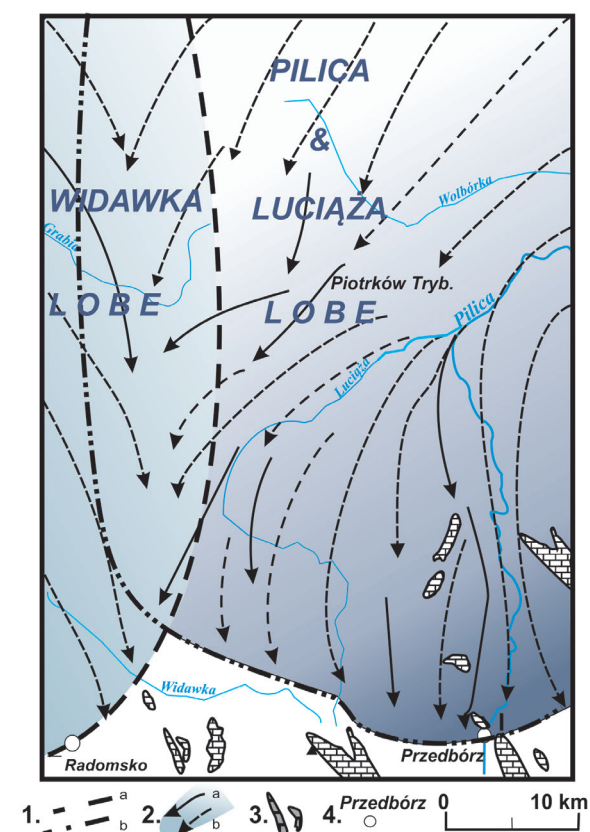 PILICA
&
WIDAWKA
LUCIĄŻA
Wolbórka
Grabia
Piotrków Tryb.
LOBE
LOBE
Pilica
Luciąża
Widawka
Radomsko
Przedbórz
1. a
b
2. a
b
3.
4. Przedbórz
0 10 km